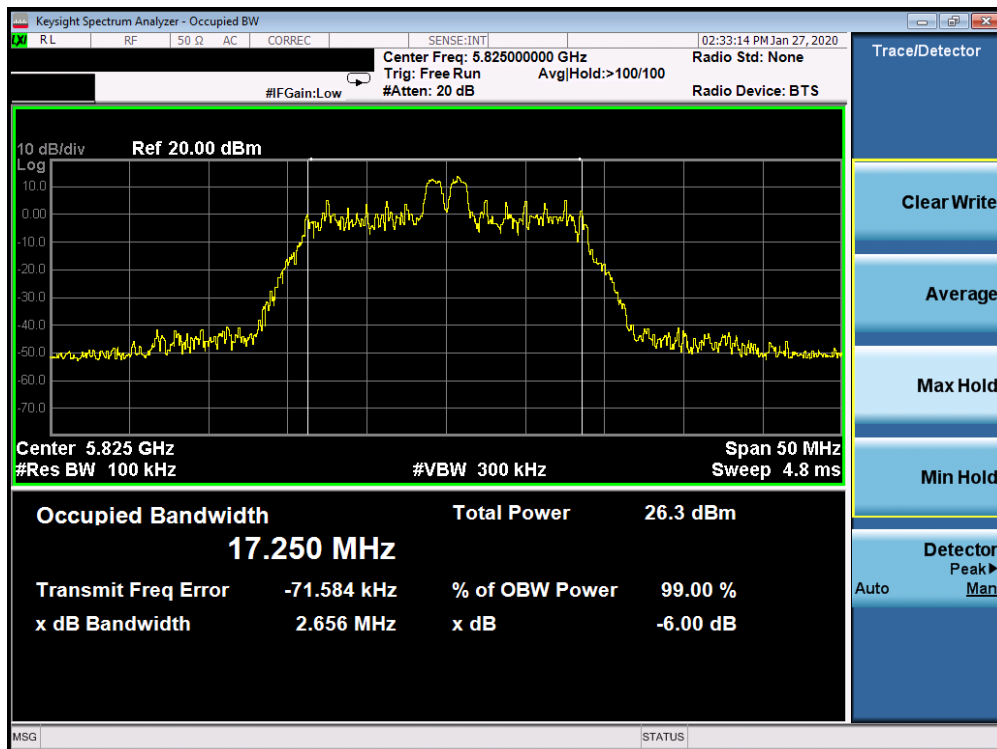 Keysight Spectrum Analyzer - Occupied BW
LXI RL RF 50 Ω AC CORREC SENSE:INT 02:33:14 PM Jan 27, 2020
Center Freq: 5.825000000 GHz Radio Std: None
Trig: Free Run Avg|Hold:>100/100
#IFGain:Low #Atten: 20 dB Radio Device: BTS
10 dB/div Ref 20.00 dBm
Log
10.0
0.00
-10.0
-20.0
-30.0
-40.0
-50.0
-60.0
-70.0
Center 5.825 GHz Span 50 MHz
#Res BW 100 kHz #VBW 300 kHz Sweep 4.8 ms
Occupied Bandwidth Total Power 26.3 dBm
17.250 MHz
Transmit Freq Error -71.584 kHz % of OBW Power 99.00 %
x dB Bandwidth 2.656 MHz x dB -6.00 dB
MSG STATUS
Trace/Detector
Clear Write
Average
Max Hold
Min Hold
Detector
Peak▶
Auto Man